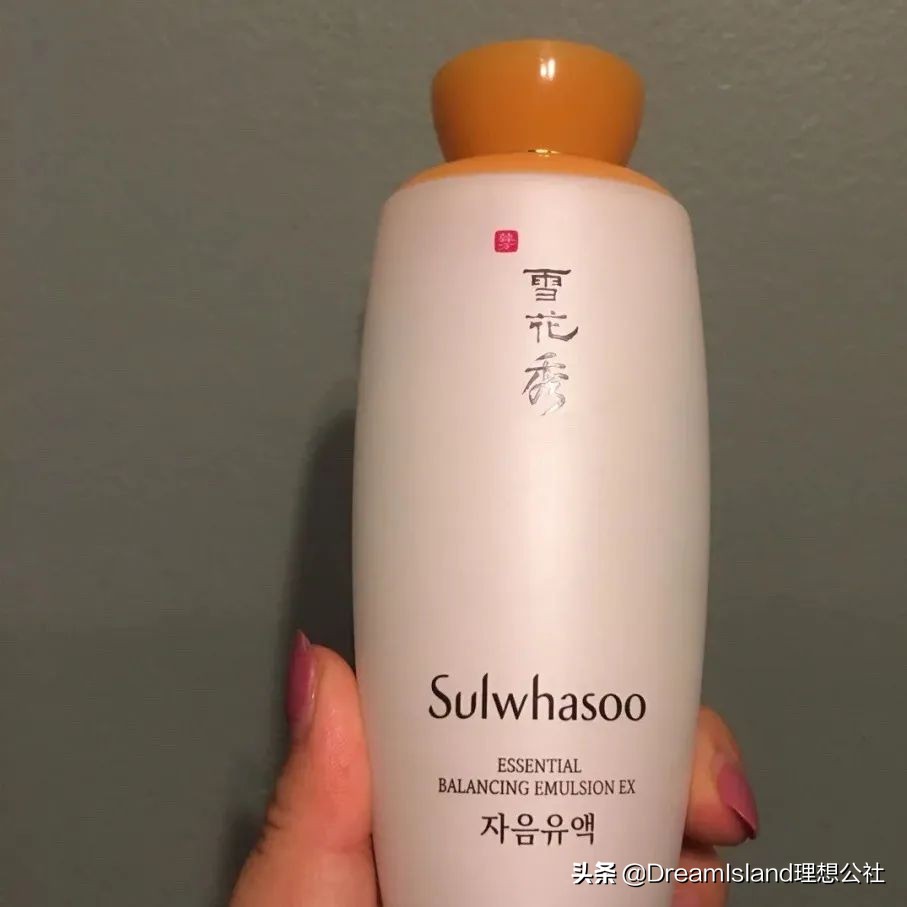 雪花秀
Sulwhasoo
ESSENTIAL
BALANCING EMULSION EX
자음유액
头条 @DreamIsland理想公社